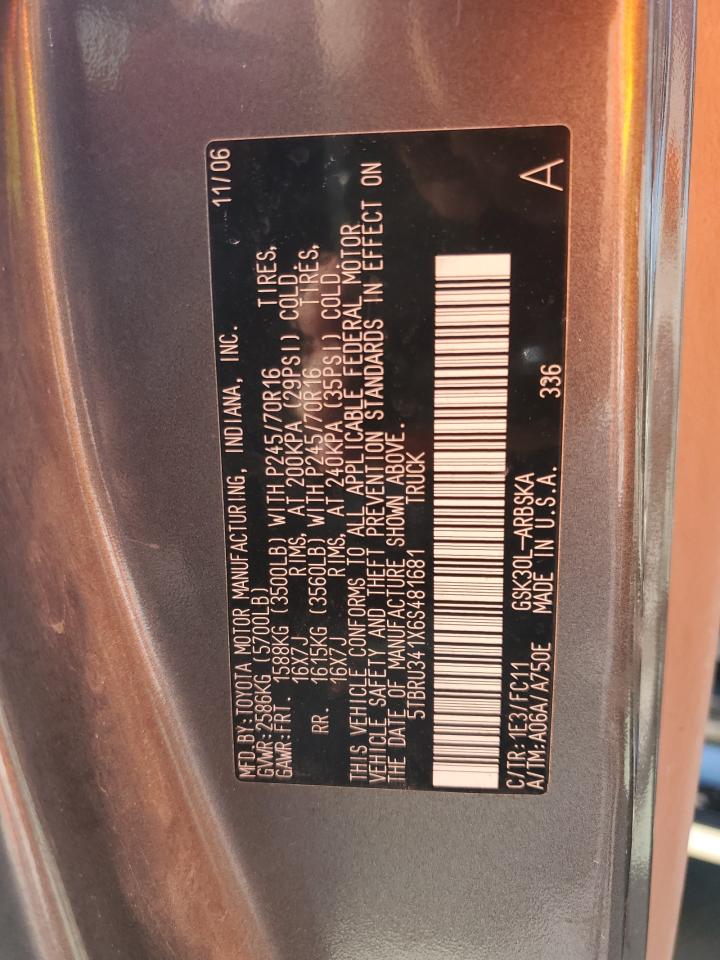 MFD.BY:TOYOTA MOTOR MANUFACTURING, INDIANA, INC. 11/06
GVWR:2586KG (5700LB)
GAWR:FRT. 1588KG (3500LB) WITH P245/70R16 TIRES,
16X7J RIMS, AT 200KPA (29PSI) COLD.
RR. 1615KG (3560LB) WITH P245/70R16 TIRES,
16X7J RIMS, AT 240KPA (35PSI) COLD.
THIS VEHICLE CONFORMS TO ALL APPLICABLE FEDERAL MOTOR
VEHICLE SAFETY AND THEFT PREVENTION STANDARDS IN EFFECT ON
THE DATE OF MANUFACTURE SHOWN ABOVE.
5TBRU341X6S481681 TRUCK
C/TR:1E3/FC11 GSK30L-ARBSKA
A/TM:A06A/A750E MADE IN U.S.A. 336 A